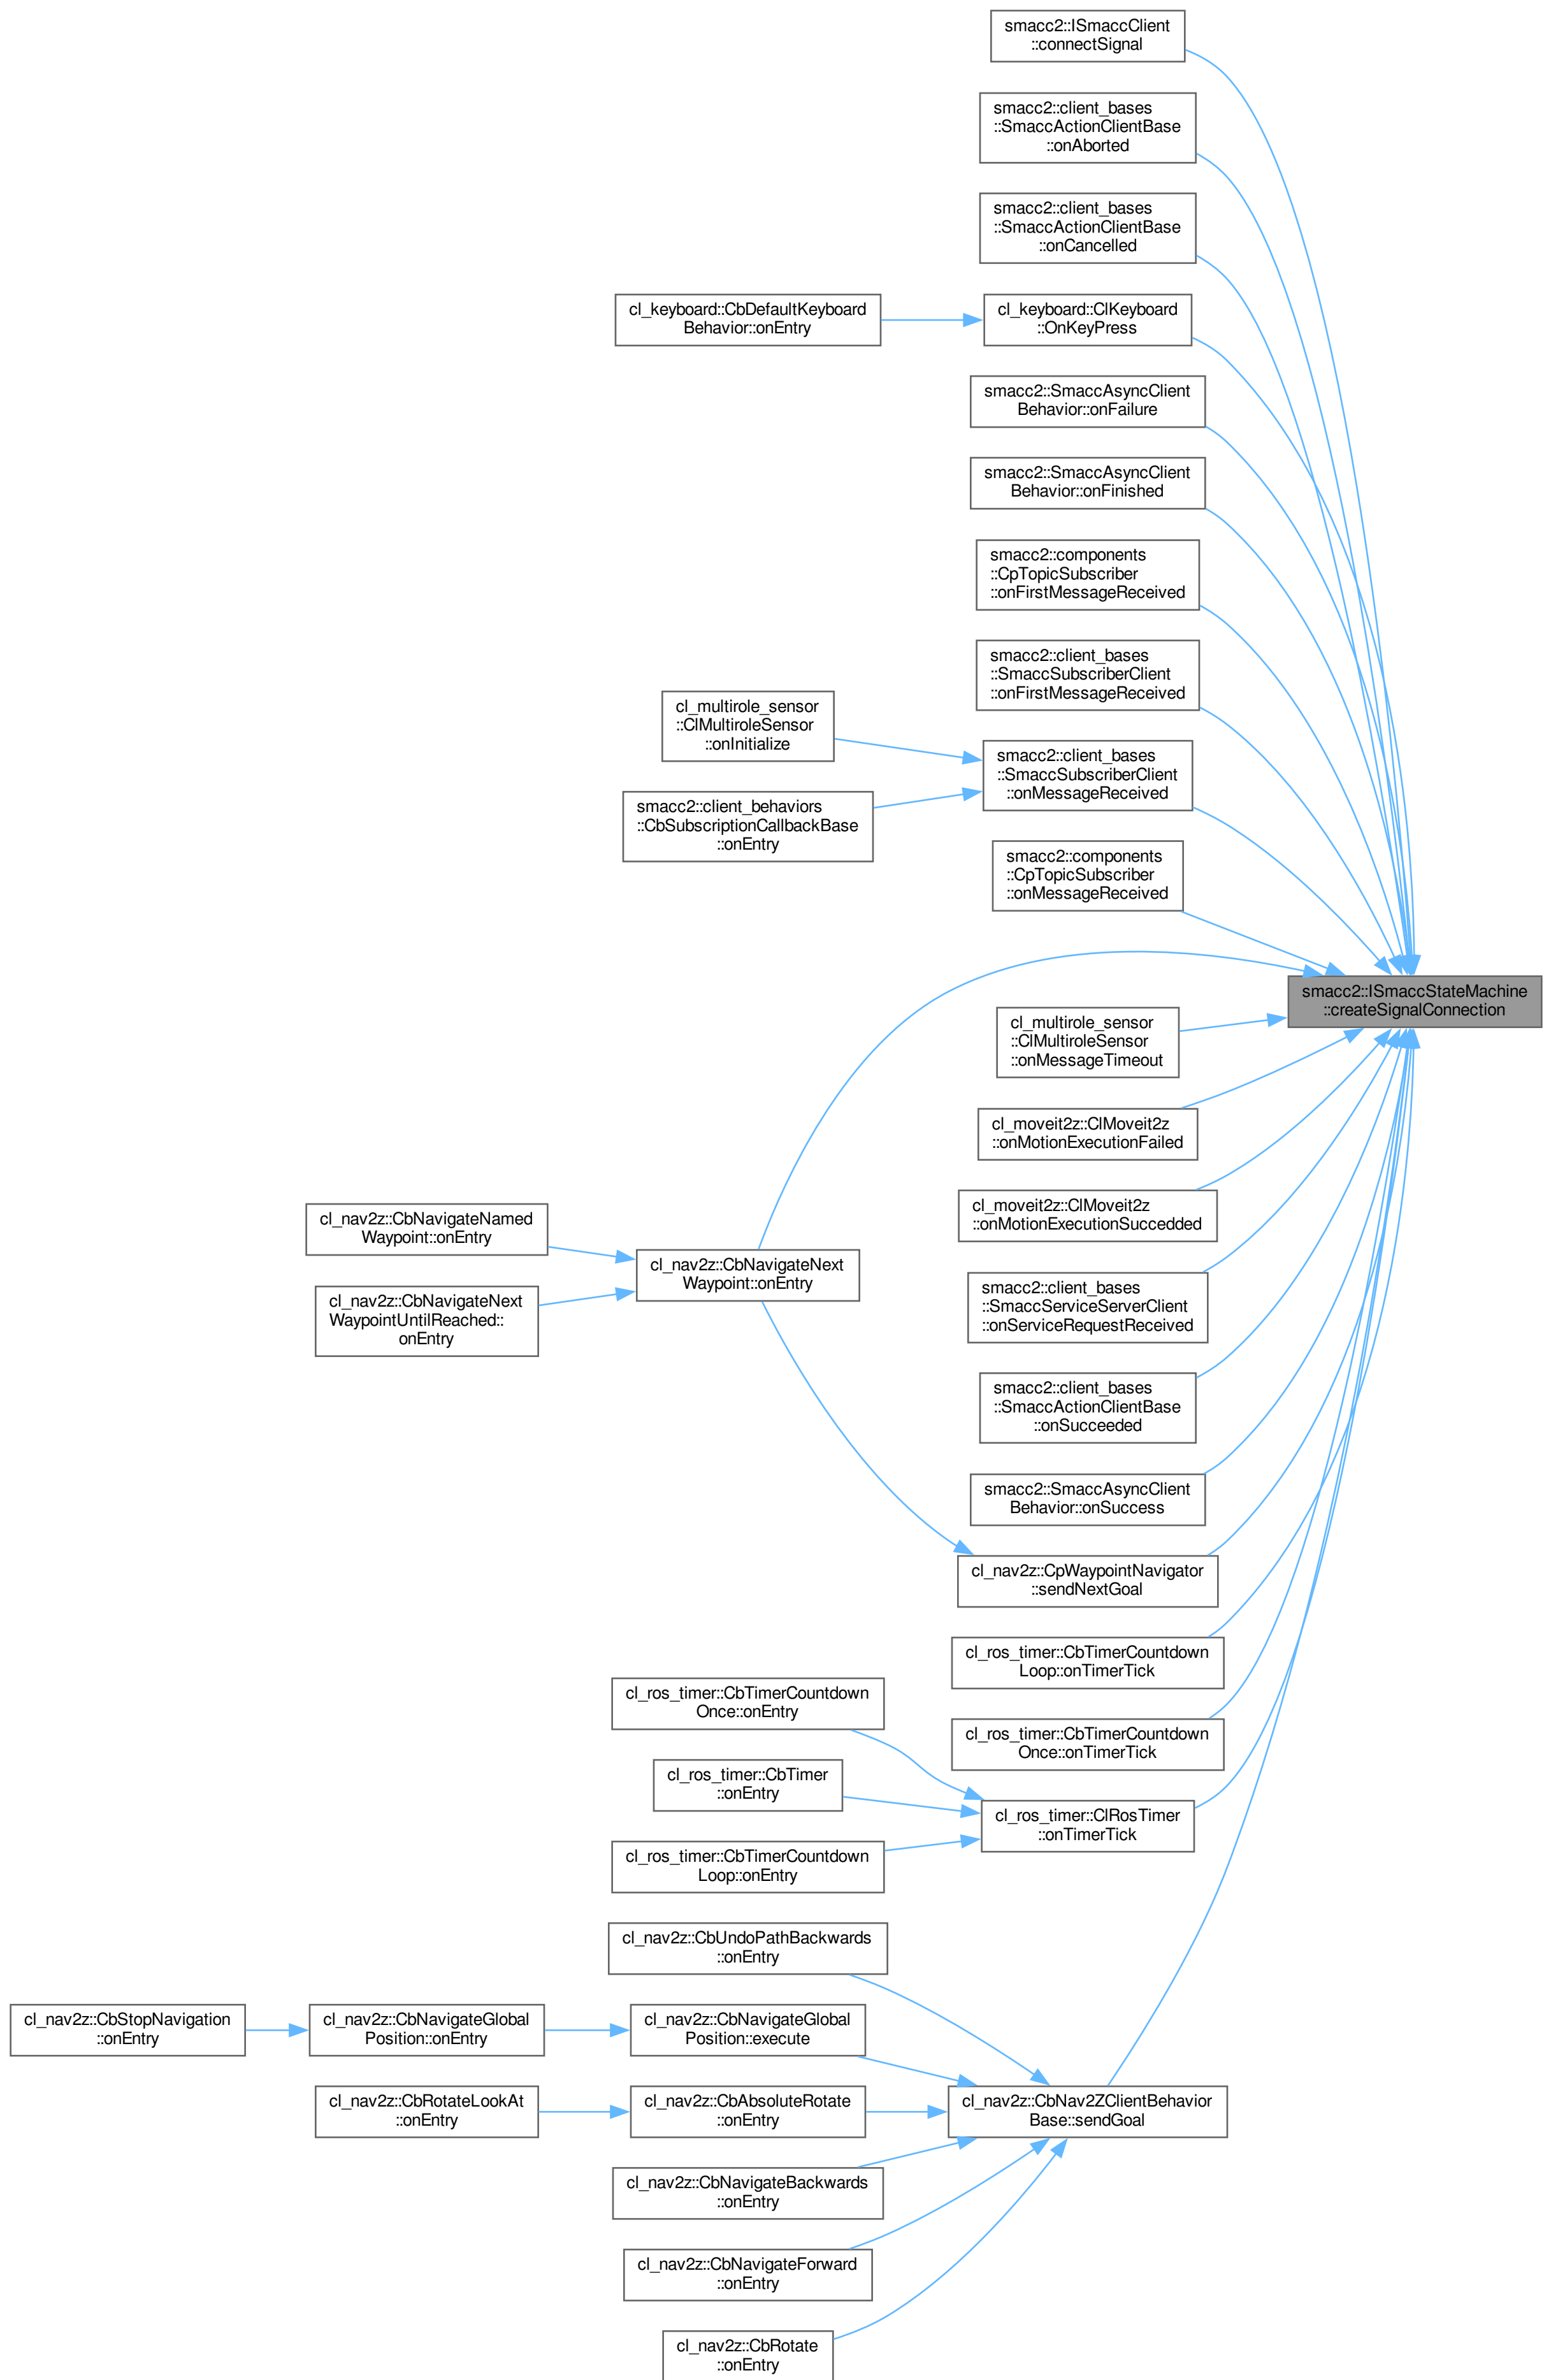 smacc2::ISmaccClient
::connectSignal
smacc2::client_bases
::SmaccActionClientBase
::onAborted
smacc2::client_bases
::SmaccActionClientBase
::onCancelled
cl_keyboard::CbDefaultKeyboard
Behavior::onEntry
cl_keyboard::ClKeyboard
::OnKeyPress
smacc2::SmaccAsyncClient
Behavior::onFailure
smacc2::SmaccAsyncClient
Behavior::onFinished
smacc2::components
::CpTopicSubscriber
::onFirstMessageReceived
smacc2::client_bases
::SmaccSubscriberClient
::onFirstMessageReceived
cl_multirole_sensor
::ClMultiroleSensor
::onInitialize
smacc2::client_bases
::SmaccSubscriberClient
::onMessageReceived
smacc2::client_behaviors
::CbSubscriptionCallbackBase
::onEntry
smacc2::components
::CpTopicSubscriber
::onMessageReceived
smacc2::ISmaccStateMachine
::createSignalConnection
cl_multirole_sensor
::ClMultiroleSensor
::onMessageTimeout
cl_moveit2z::ClMoveit2z
::onMotionExecutionFailed
cl_moveit2z::ClMoveit2z
::onMotionExecutionSuccedded
cl_nav2z::CbNavigateNamed
Waypoint::onEntry
cl_nav2z::CbNavigateNext
Waypoint::onEntry
cl_nav2z::CbNavigateNext
WaypointUntilReached::
onEntry
smacc2::client_bases
::SmaccServiceServerClient
::onServiceRequestReceived
smacc2::client_bases
::SmaccActionClientBase
::onSucceeded
smacc2::SmaccAsyncClient
Behavior::onSuccess
cl_nav2z::CpWaypointNavigator
::sendNextGoal
cl_ros_timer::CbTimerCountdown
Loop::onTimerTick
cl_ros_timer::CbTimerCountdown
Once::onEntry
cl_ros_timer::CbTimerCountdown
Once::onTimerTick
cl_ros_timer::CbTimer
::onEntry
cl_ros_timer::ClRosTimer
::onTimerTick
cl_ros_timer::CbTimerCountdown
Loop::onEntry
cl_nav2z::CbUndoPathBackwards
::onEntry
cl_nav2z::CbStopNavigation
::onEntry
cl_nav2z::CbNavigateGlobal
Position::onEntry
cl_nav2z::CbNavigateGlobal
Position::execute
cl_nav2z::CbRotateLookAt
::onEntry
cl_nav2z::CbAbsoluteRotate
::onEntry
cl_nav2z::CbNav2ZClientBehavior
Base::sendGoal
cl_nav2z::CbNavigateBackwards
::onEntry
cl_nav2z::CbNavigateForward
::onEntry
cl_nav2z::CbRotate
::onEntry